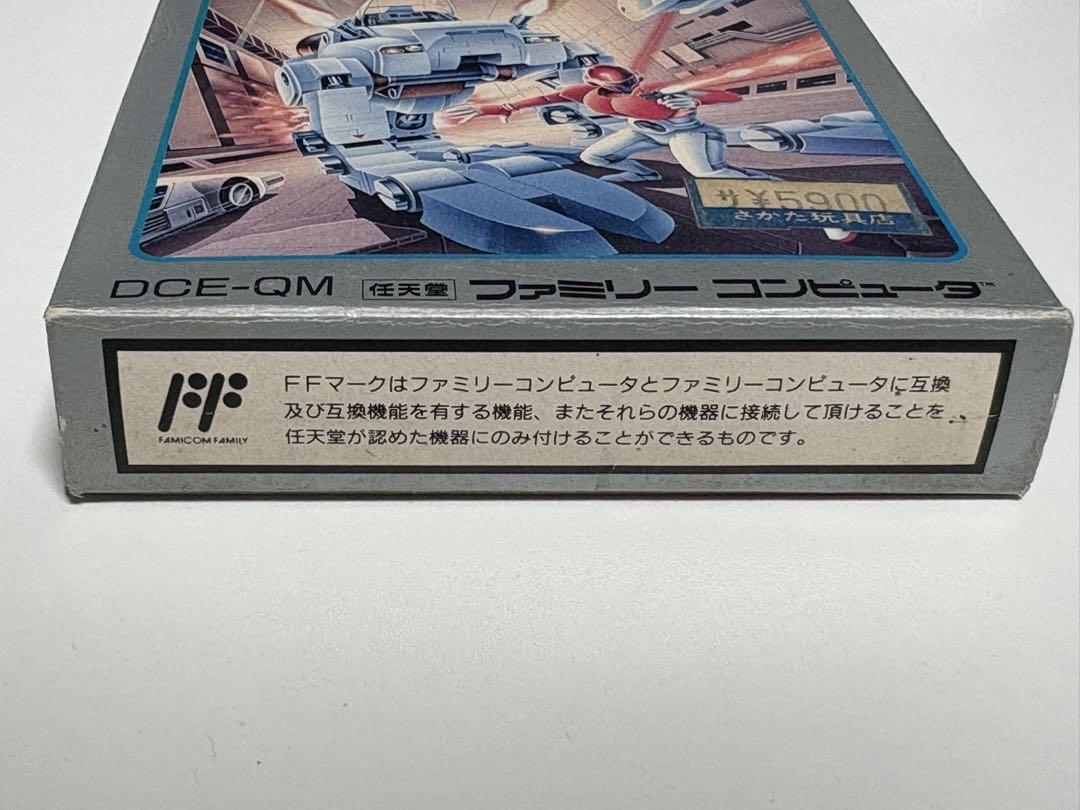 サ¥5900
さかた玩具店
DCE-QM 任天堂 ファミリー コンピュータ™
FFマークはファミリーコンピュータとファミリーコンピュータに互換
及び互換機能を有する機能、またそれらの機器に接続して頂けることを
任天堂が認めた機器にのみ付けることができるものです。
FF
FAMICOM FAMILY